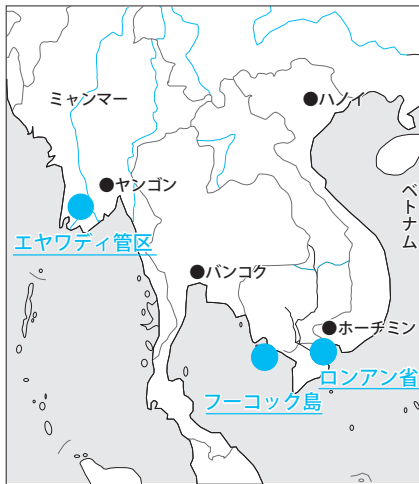 ミャンマー
ハノイ
ヤンゴン
ベトナム
エヤワディ管区
バンコク
ホーチミン
ロンアン省
フーコック島